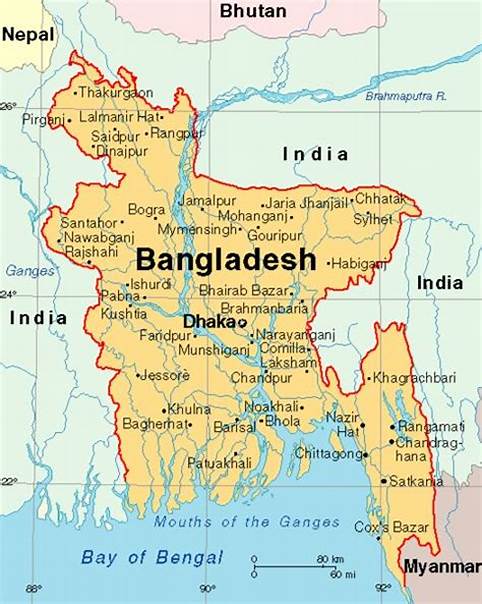 Bhutan
Nepal
Thakurgaon
Brahmaputra R.
26°
Pirganj
Lalmanir Hat
Saidpur
Rangpur
Dinajpur
India
Jamalpur
Jaria Jhanjail
Chhatak
Bogra
Mohanganj
Sylhet
Santahar
Mymensingh
Nawabganj
Gouripur
Rajshahi
Bangladesh
Habiganj
Ganges
Ishurdi
India
Pabna
Bhairab Bazar
24°
Kushtia
Brahmanbaria
India
Dhaka
Faridpur
Narayanganj
Munshiganj
Comilla
Laksham
Jessore
Chandpur
Khagrachbari
Khulna
Noakhali
Nazir
Hat
Bagherhat
Barisal
Bhola
Rangamati
Chandrag-
hana
Patuakhali
Chittagong
22°
Satkania
Mouths of the Ganges
Cox's Bazar
Bay of Bengal
0
80 km
60 mi
Myanmar
88°
90°
92°